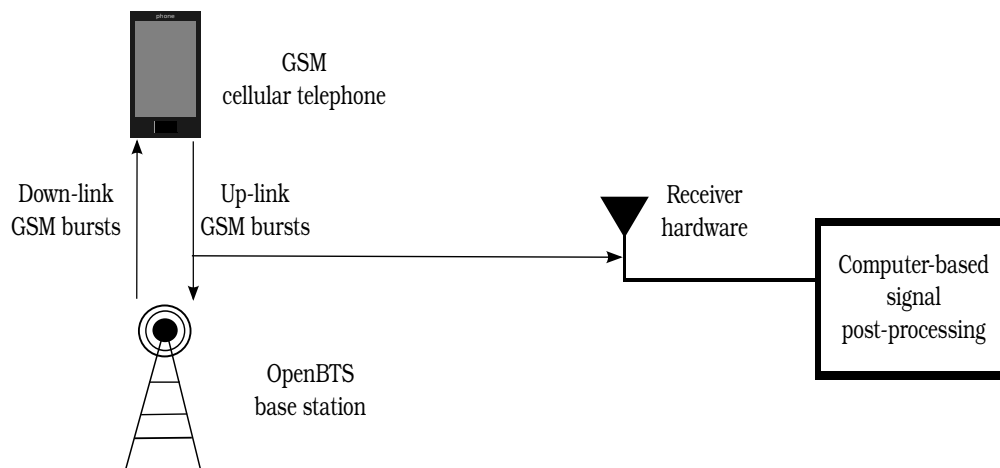 phone
GSM
cellular telephone
Down-link
GSM bursts
Up-link
GSM bursts
Receiver
hardware
Computer-based
signal
post-processing
OpenBTS
base station